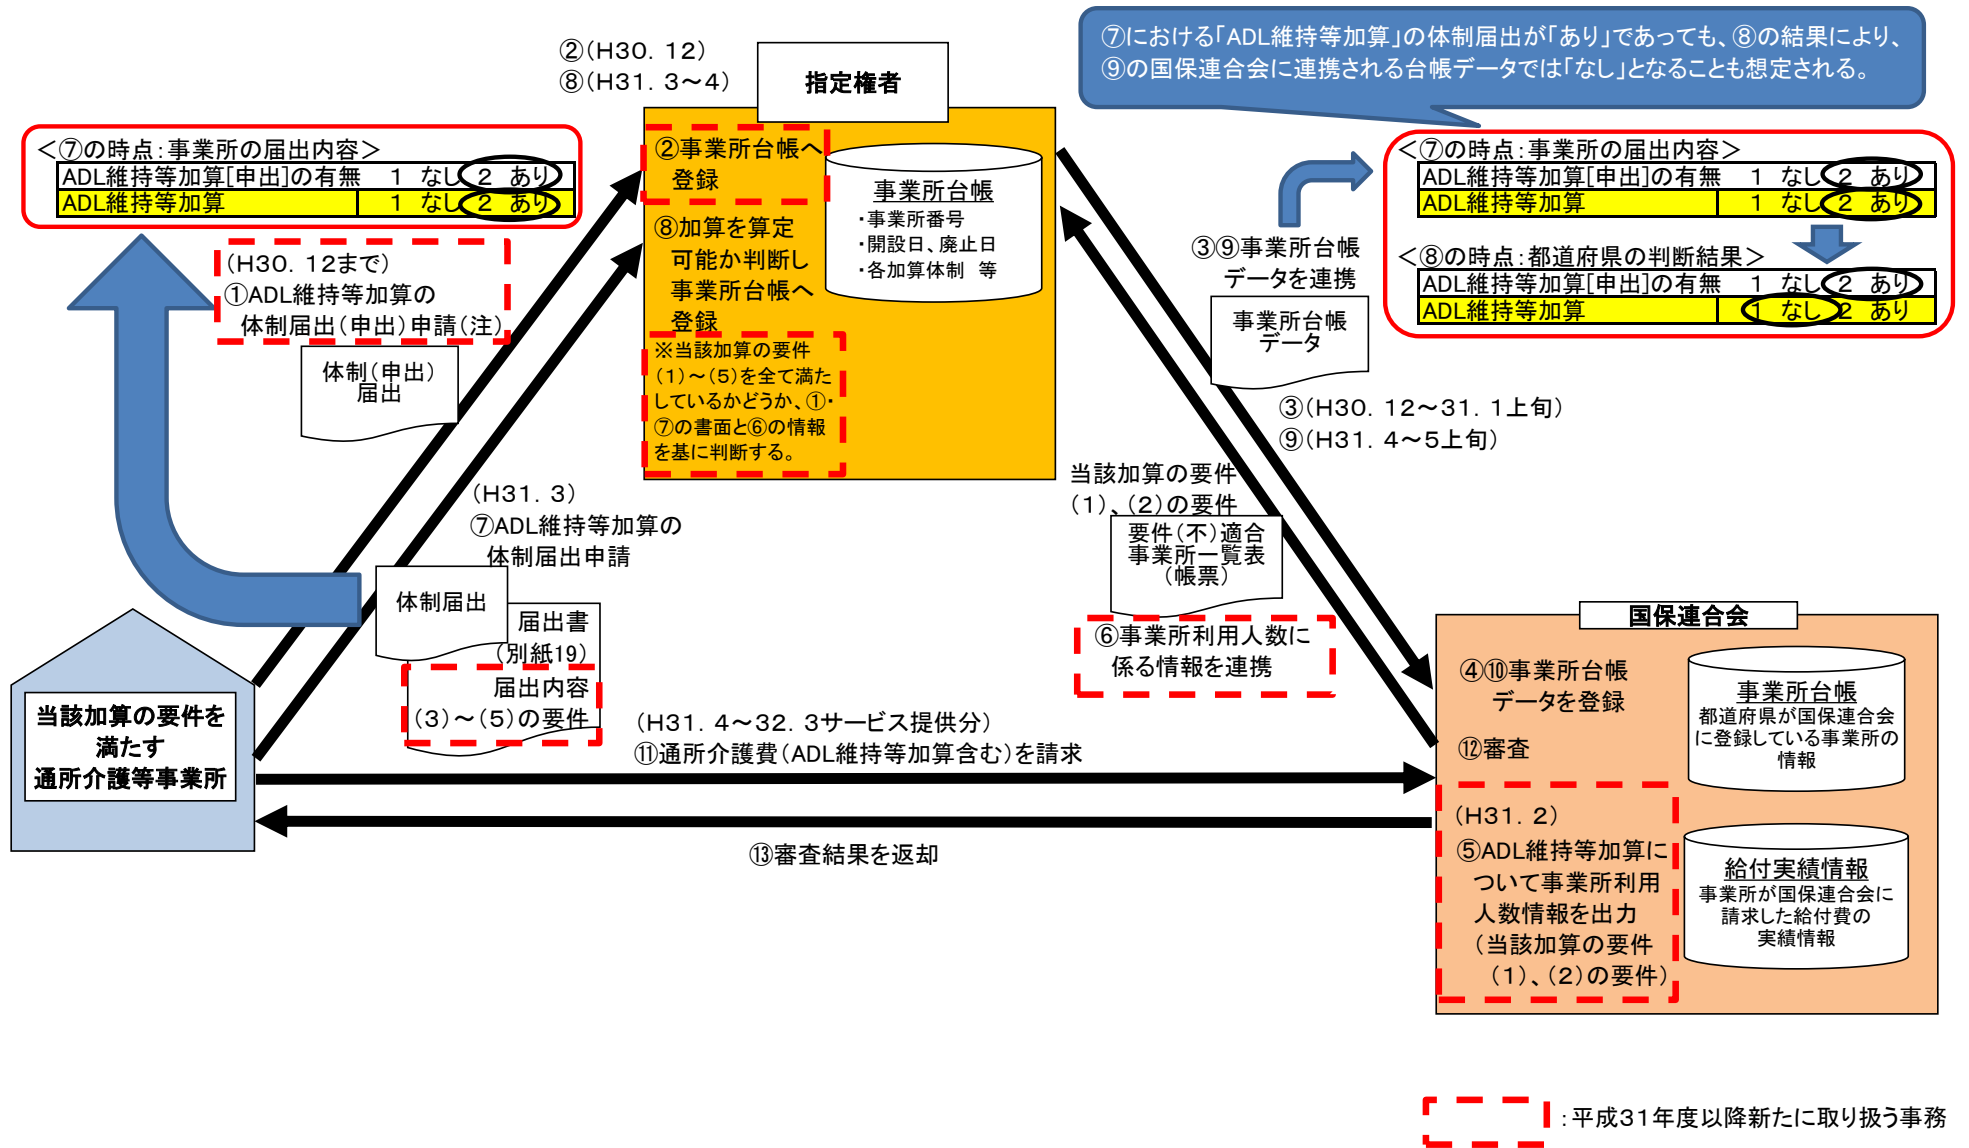 ②(H30．12)
⑧(H31．3～4)
指定権者
⑦における「ADL維持等加算」の体制届出が「あり」であっても、⑧の結果により、
⑨の国保連合会に連携される台帳データでは「なし」となることも想定される。
＜⑦の時点：事業所の届出内容＞
ADL維持等加算[申出]の有無　1　なし　2　あり
ADL維持等加算　1　なし　2　あり
(H30．12まで)
①ADL維持等加算の
体制届出(申出)申請(注)
体制(申出)
届出
②事業所台帳へ
登録
⑧加算を算定
可能か判断し
事業所台帳へ
登録
※当該加算の要件
(1)～(5)を全て満た
しているかどうか、①・
⑦の書面と⑥の情報
を基に判断する。
事業所台帳
・事業所番号
・開設日、廃止日
・各加算体制　等
③⑨事業所台帳
データを連携
事業所台帳
データ
＜⑦の時点：事業所の届出内容＞
ADL維持等加算[申出]の有無　1　なし　2　あり
ADL維持等加算　1　なし　2　あり
＜⑧の時点：都道府県の判断結果＞
ADL維持等加算[申出]の有無　1　なし　2　あり
ADL維持等加算　1　なし　2　あり
③(H30．12～31．1上旬)
⑨(H31．4～5上旬)
当該加算の要件
(1)、(2)の要件
要件(不)適合
事業所一覧表
(帳票)
⑥事業所利用人数に
係る情報を連携
(H31．3)
⑦ADL維持等加算の
体制届出申請
体制届出
届出書
(別紙19)
届出内容
(3)～(5)の要件
当該加算の要件を
満たす
通所介護等事業所
(H31．4～32．3サービス提供分)
⑪通所介護費(ADL維持等加算含む)を請求
⑬審査結果を返却
国保連合会
④⑩事業所台帳
データを登録
⑫審査
(H31．2)
⑤ADL維持等加算に
ついて事業所利用
人数情報を出力
(当該加算の要件
(1)、(2)の要件)
事業所台帳
都道府県が国保連合会
に登録している事業所の
情報
給付実績情報
事業所が国保連合会に
請求した給付費の
実績情報
：平成31年度以降新たに取り扱う事務